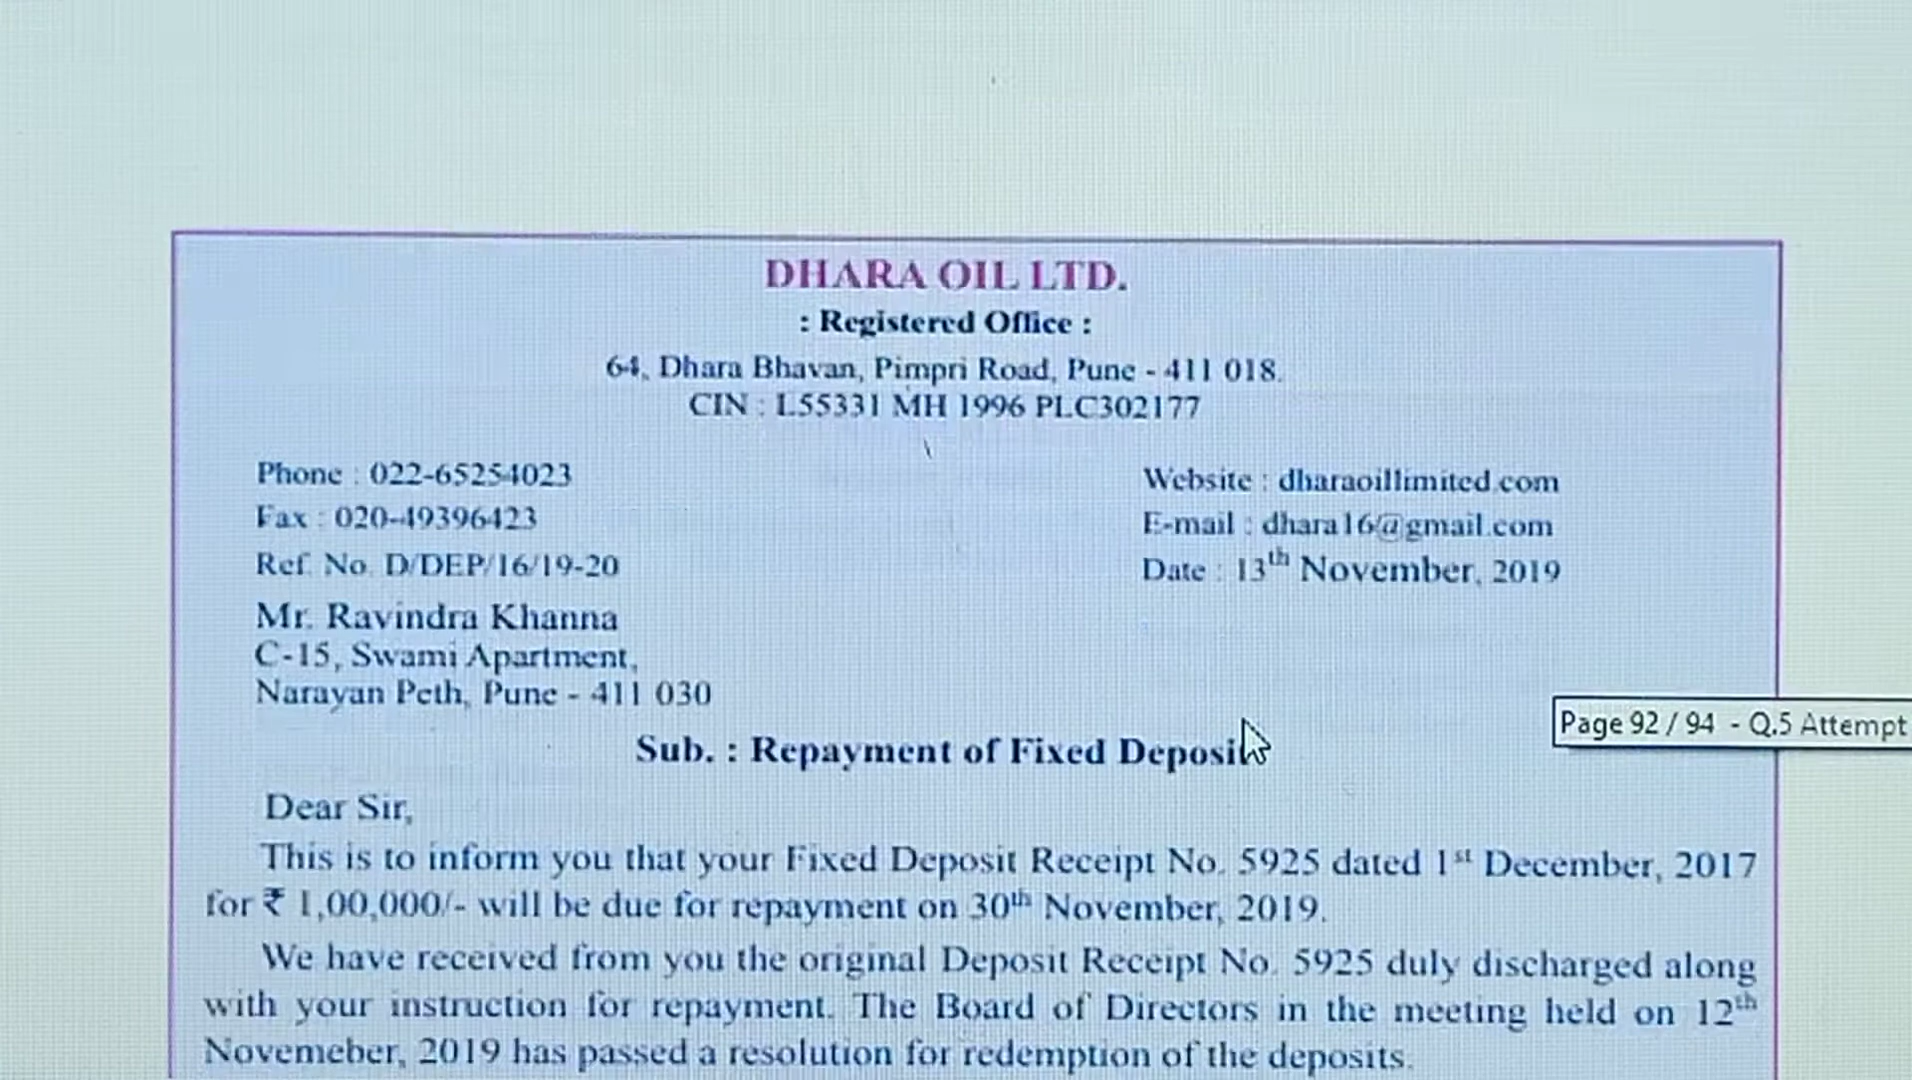 DHARA OIL LTD.
: Registered Office :
64, Dhara Bhavan, Pimpri Road, Pune - 411 018.
CIN : L55331 MH 1996 PLC302177
Phone : 022-65254023
Website : dharaoillimited.com
Fax : 020-49396423
E-mail : dhara16@gmail.com
Ref. No. D/DEP/16/19-20
Date : 13th November, 2019
Mr. Ravindra Khanna
C-15, Swami Apartment,
Narayan Peth, Pune - 411 030
Page 92 / 94 - Q.5 Attempt
Sub. : Repayment of Fixed Deposit
Dear Sir,
This is to inform you that your Fixed Deposit Receipt No. 5925 dated 1st December, 2017
for ₹ 1,00,000/- will be due for repayment on 30th November, 2019.
We have received from you the original Deposit Receipt No. 5925 duly discharged along
with your instruction for repayment. The Board of Directors in the meeting held on 12th
Novemeber, 2019 has passed a resolution for redemption of the deposits.